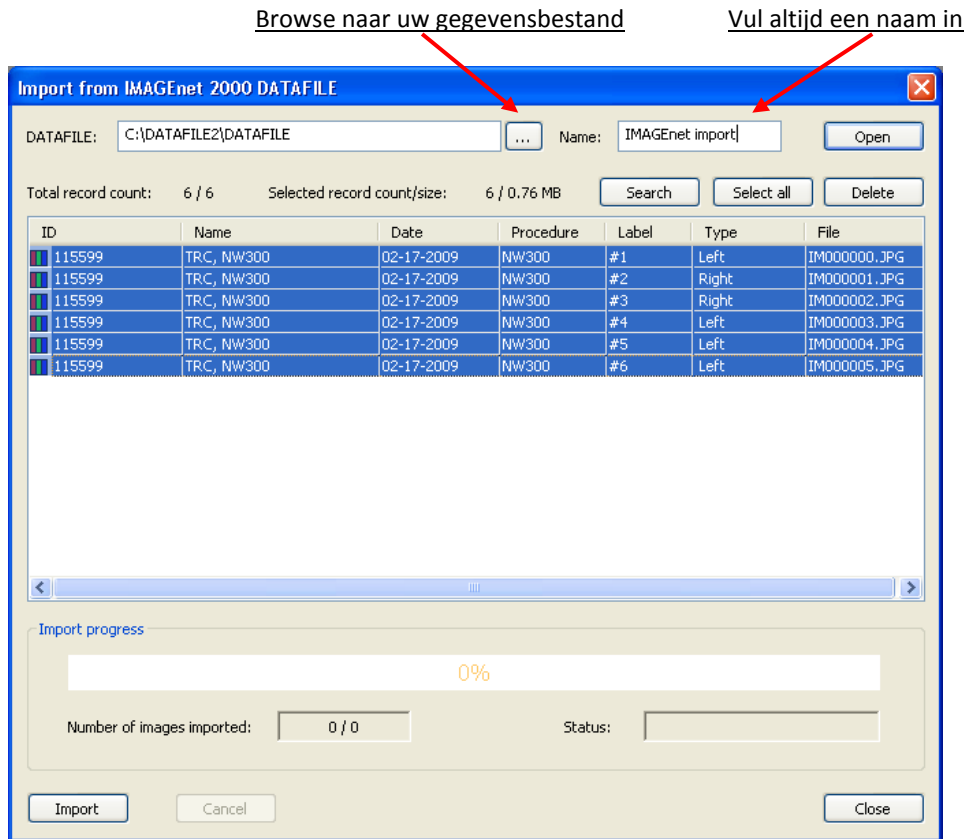 Browse naar uw gegevensbestand Vul altijd een naam in
Import from IMAGEnet 2000 DATAFILE
DATAFILE: C:\DATAFILE2\DATAFILE ... Name: IMAGEnet import Open
Total record count: 6 / 6 Selected record count/size: 6 / 0.76 MB Search Select all Delete
ID Name Date Procedure Label Type File
115599 TRC, NW300 02-17-2009 NW300 #1 Left IM000000.JPG
115599 TRC, NW300 02-17-2009 NW300 #2 Right IM000001.JPG
115599 TRC, NW300 02-17-2009 NW300 #3 Right IM000002.JPG
115599 TRC, NW300 02-17-2009 NW300 #4 Left IM000003.JPG
115599 TRC, NW300 02-17-2009 NW300 #5 Left IM000004.JPG
115599 TRC, NW300 02-17-2009 NW300 #6 Left IM000005.JPG
Import progress
0%
Number of images imported: 0 / 0 Status:
Import Cancel Close